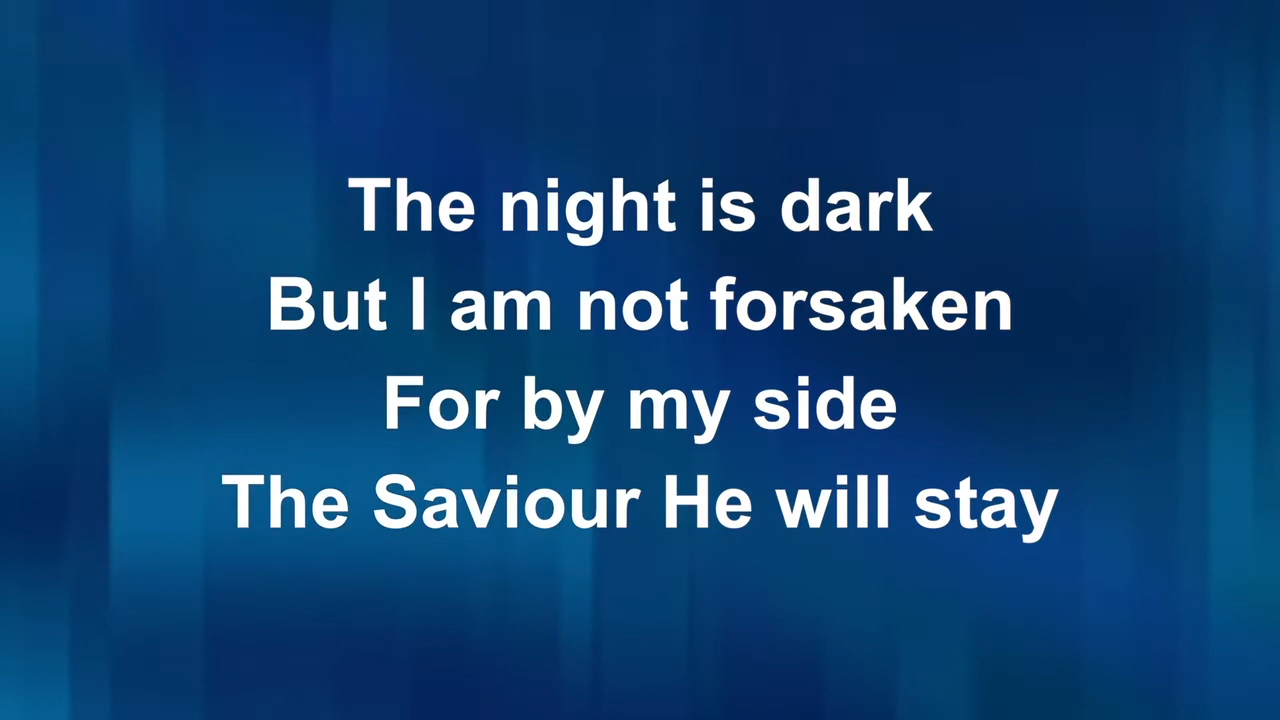 The night is dark
But I am not forsaken
For by my side
The Saviour He will stay